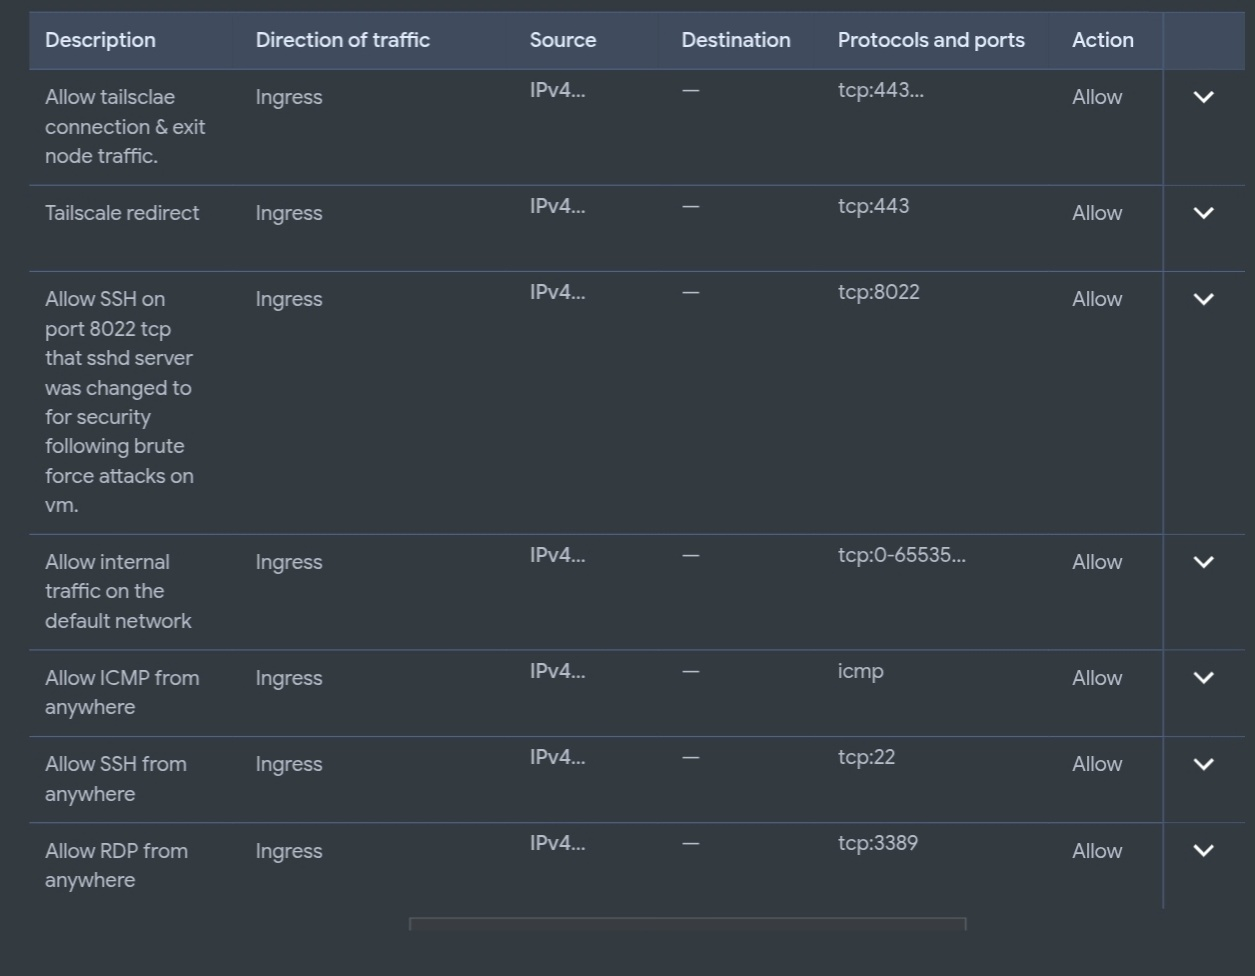 Description Direction of traffic Source Destination Protocols and ports Action
Allow tailsclae Ingress IPv4... — tcp:443... Allow
connection & exit
node traffic.
Tailscale redirect Ingress IPv4... — tcp:443 Allow
Allow SSH on Ingress IPv4... — tcp:8022 Allow
port 8022 tcp
that sshd server
was changed to
for security
following brute
force attacks on
vm.
Allow internal Ingress IPv4... — tcp:0-65535... Allow
traffic on the
default network
Allow ICMP from Ingress IPv4... — icmp Allow
anywhere
Allow SSH from Ingress IPv4... — tcp:22 Allow
anywhere
Allow RDP from Ingress IPv4... — tcp:3389 Allow
anywhere